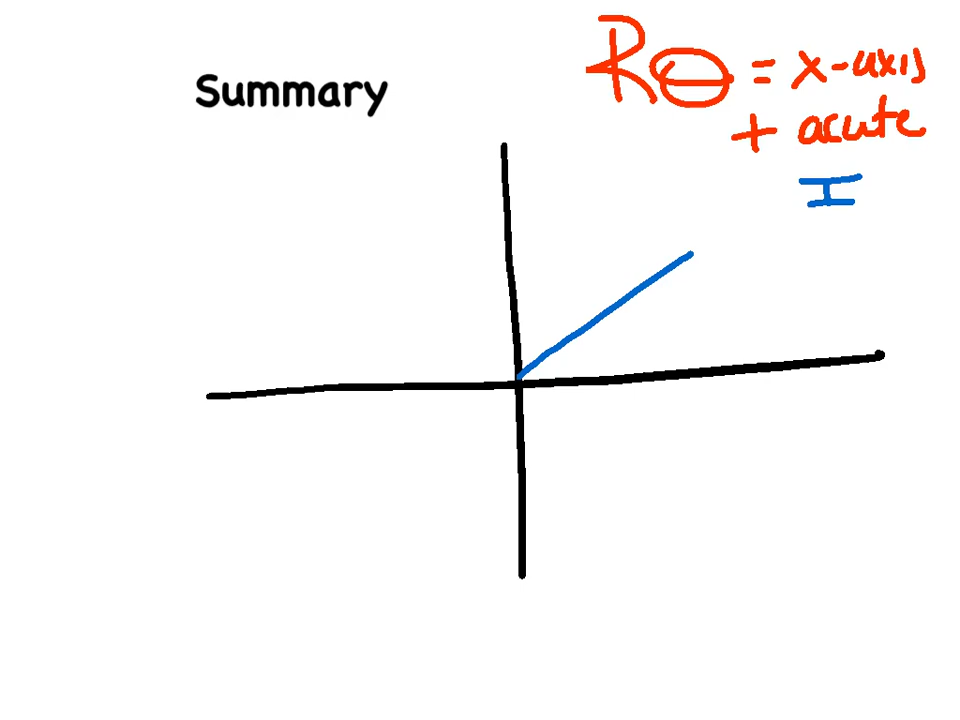 Summary
Rθ = x-axis
+ acute
I